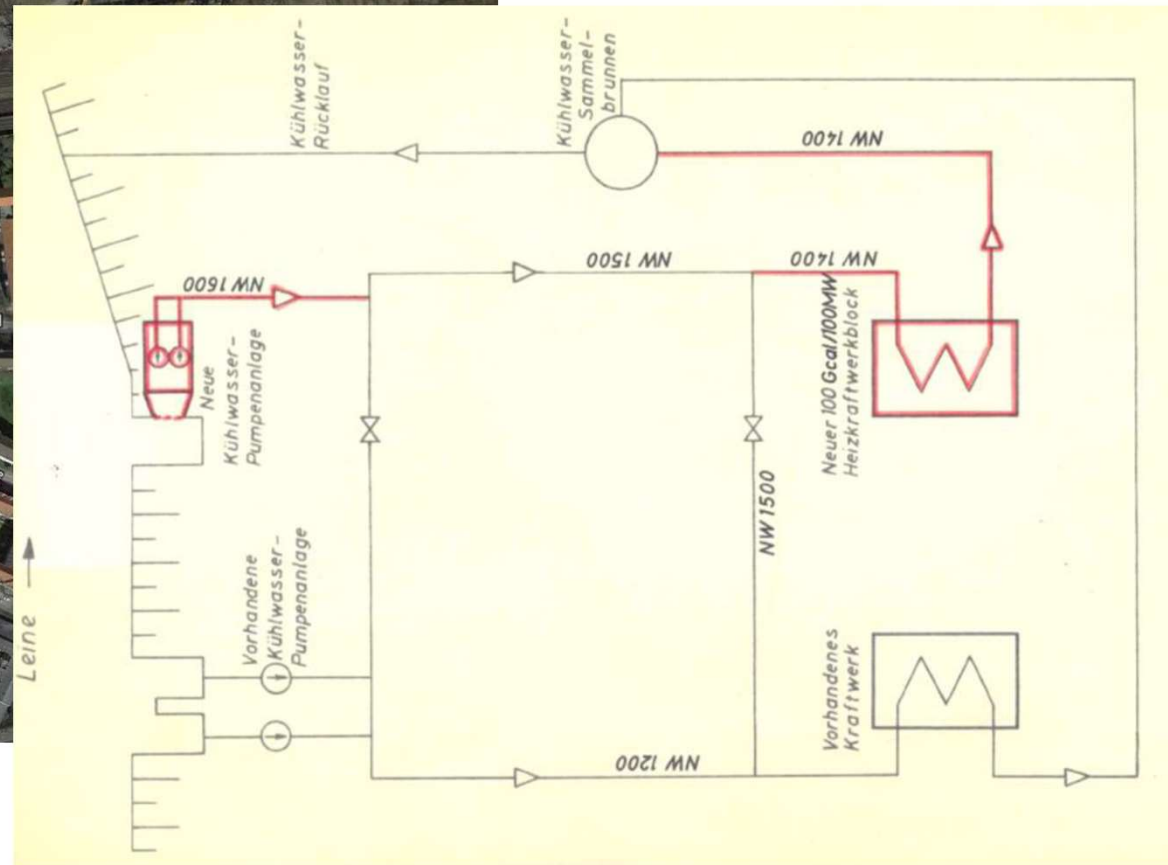 Leine
Kühlwasser-
Rücklauf
Kühlwasser-
Sammel-
brunnen
NW 1600
NW 1500
NW 1400
NW 1400
Neue
Kühlwasser-
Pumpenanlage
Neuer 100 Gcal/100MW
Heizkraftwerkblock
NW 1500
Vorhandene
Kühlwasser-
Pumpenanlage
Vorhandenes
Kraftwerk
NW 1200